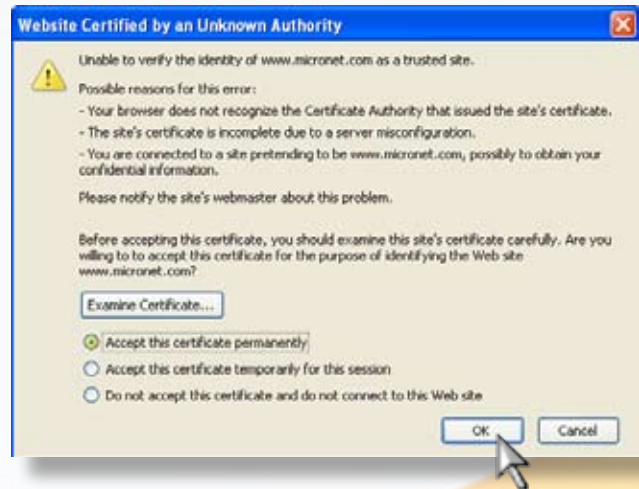 Website Certified by an Unknown Authority
Unable to verify the identity of www.micronet.com as a trusted site.
Possible reasons for this error:
- Your browser does not recognize the Certificate Authority that issued the site's certificate.
- The site's certificate is incomplete due to a server misconfiguration.
- You are connected to a site pretending to be www.micronet.com, possibly to obtain your
confidential information.
Please notify the site's webmaster about this problem.
Before accepting this certificate, you should examine this site's certificate carefully. Are you
willing to to accept this certificate for the purpose of identifying the Web site
www.micronet.com?
Examine Certificate...
Accept this certificate permanently
Accept this certificate temporarily for this session
Do not accept this certificate and do not connect to this Web site
OK Cancel